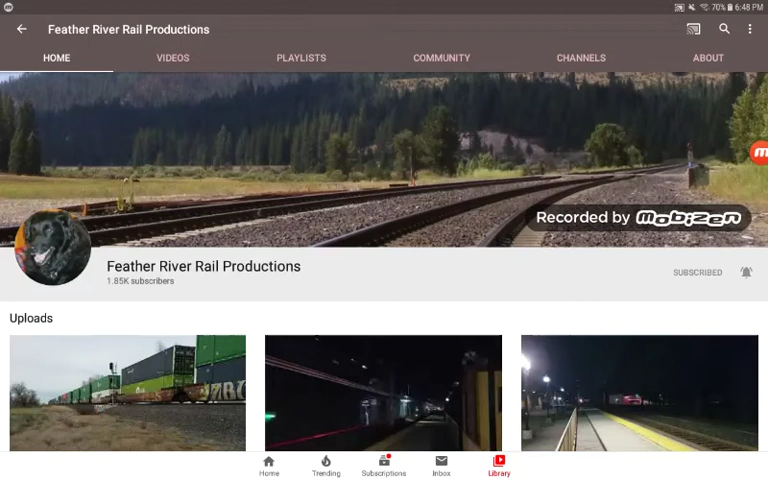 70% 6:48 PM
Feather River Rail Productions
HOME VIDEOS PLAYLISTS COMMUNITY CHANNELS ABOUT
Recorded by mobizen
Feather River Rail Productions
1.85K subscribers
SUBSCRIBED
Uploads
Home Trending Subscriptions Inbox Library